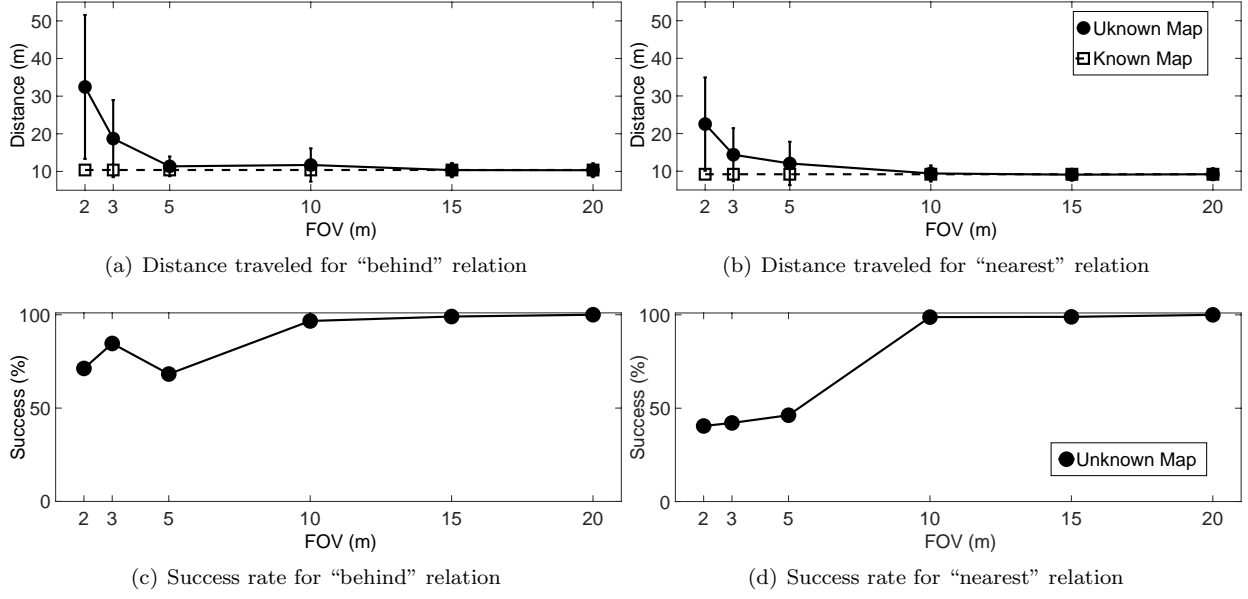 50
40
30
20
10
Distance (m)
2 3 5 10 15 20
FOV (m)
(a) Distance traveled for “behind” relation
50
40
30
20
10
Distance (m)
Uknown Map
Known Map
2 3 5 10 15 20
FOV (m)
(b) Distance traveled for “nearest” relation
100
50
0
Success (%)
2 3 5 10 15 20
FOV (m)
(c) Success rate for “behind” relation
100
50
0
Success (%)
Unknown Map
2 3 5 10 15 20
FOV (m)
(d) Success rate for “nearest” relation